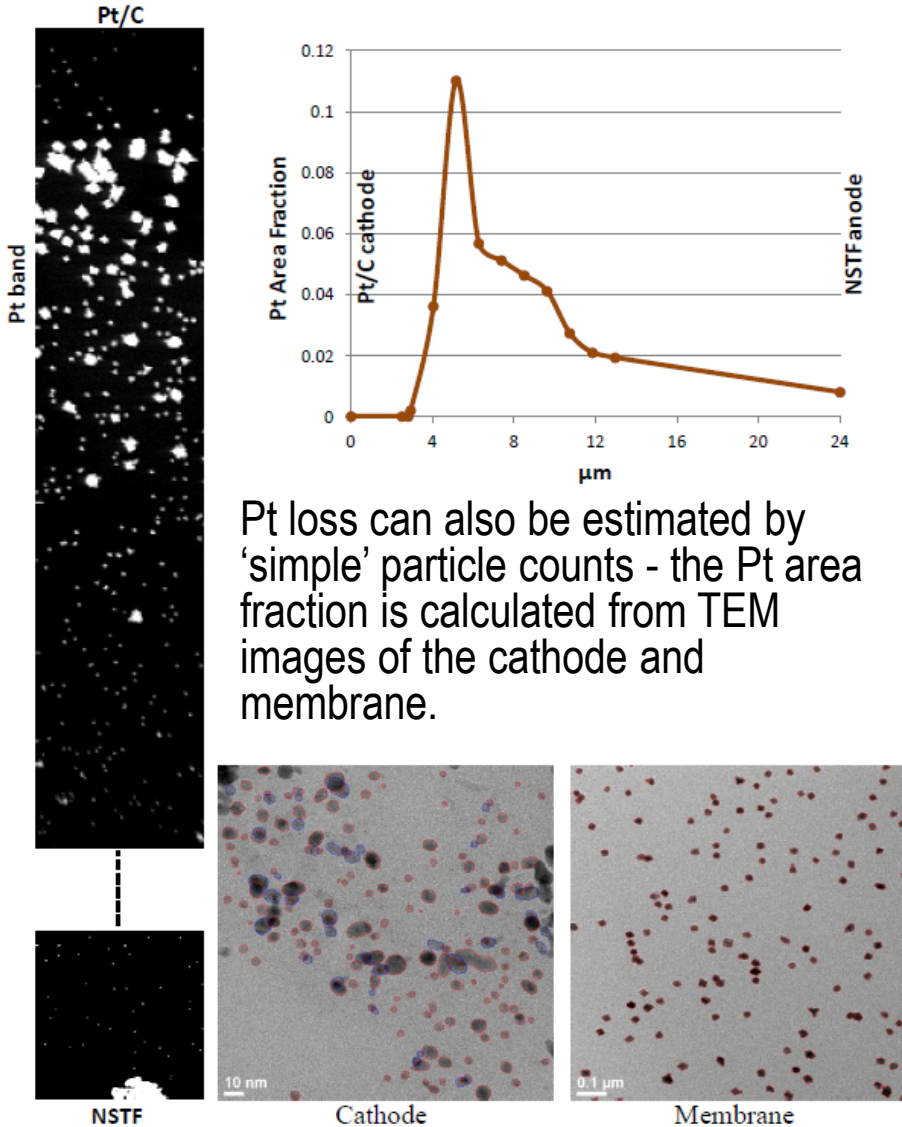 Pt/C
Pt band
NSTF
Pt Area Fraction
0.12
0.1
0.08
0.06
0.04
0.02
0
Pt/C cathode
NSTF anode
0 4 8 12 16 20 24
µm
Pt loss can also be estimated by
‘simple’ particle counts - the Pt area
fraction is calculated from TEM
images of the cathode and
membrane.
10 nm
0.1 µm
Cathode
Membrane